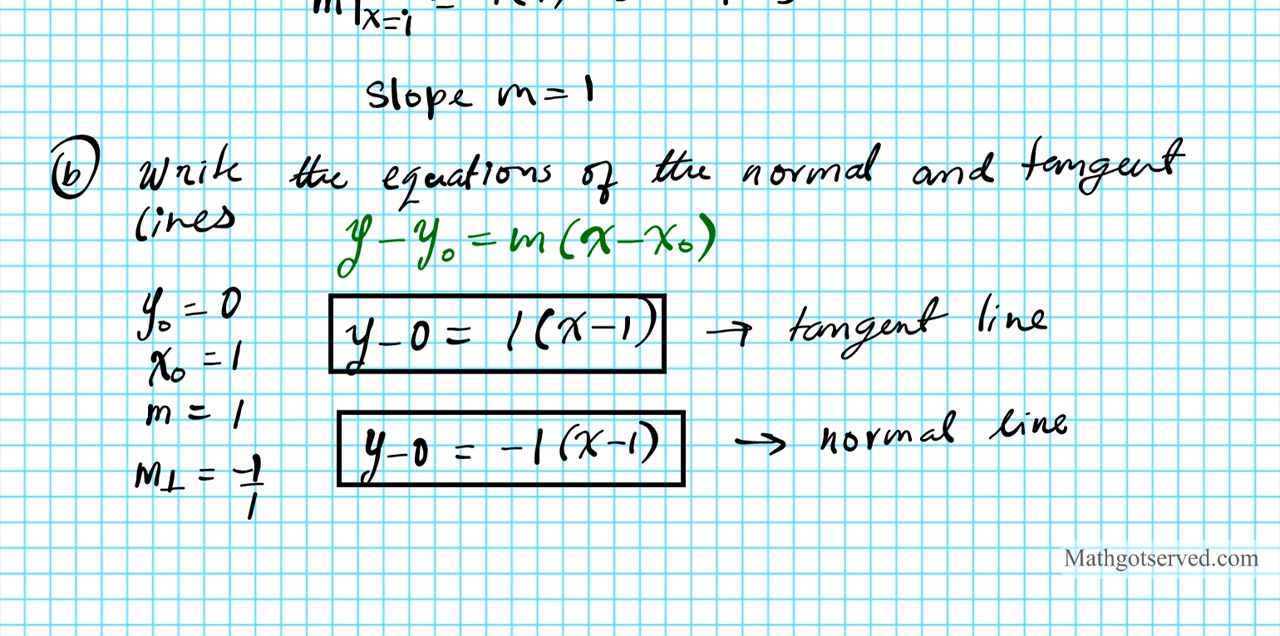 m|x=1
slope m = 1
(b) Write the equations of the normal and tangent
lines
y - y₀ = m(x - x₀)
y₀ = 0
x₀ = 1
m = 1
m⊥ = -1/1
y - 0 = 1(x - 1) → tangent line
y - 0 = -1(x - 1) → normal line
Mathgotserved.com